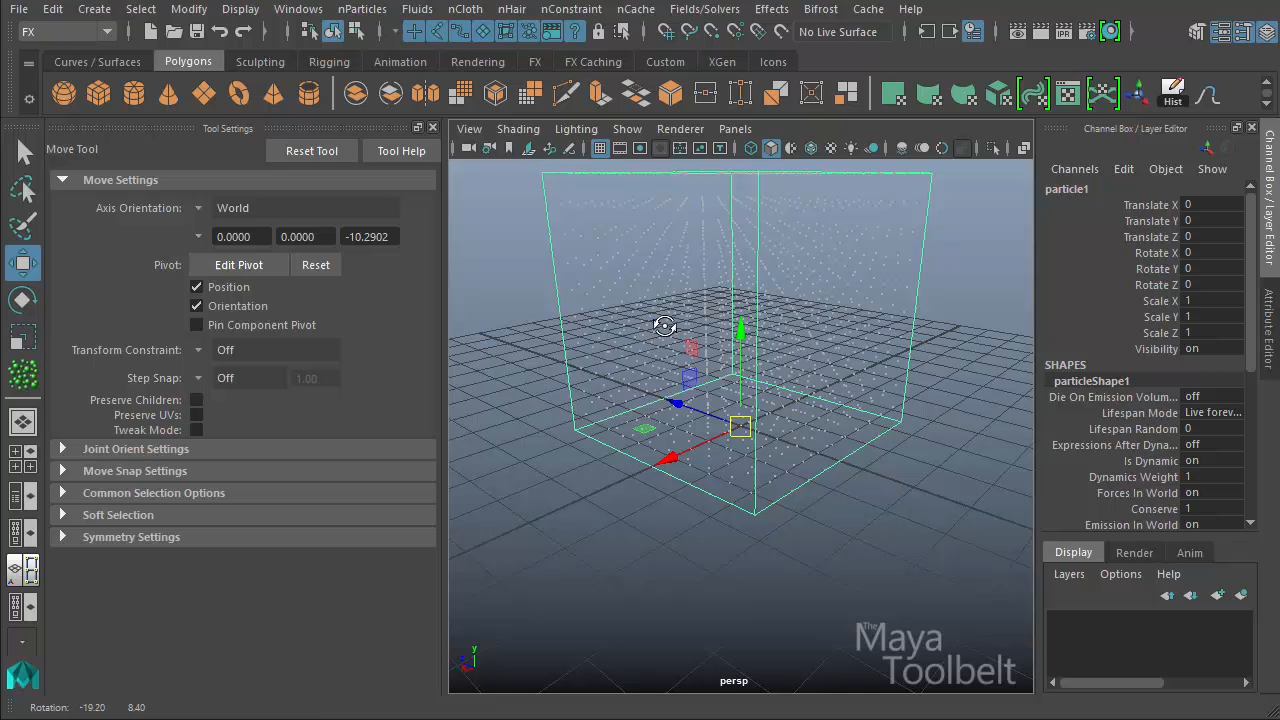 File Edit Create Select Modify Display Windows nParticles Fluids nCloth nHair nConstraint nCache Fields/Solvers Effects Bifrost Cache Help
FX No Live Surface IPR
Curves / Surfaces Polygons Sculpting Rigging Animation Rendering FX FX Caching Custom XGen Icons
Hist
Tool Settings
Move Tool Reset Tool Tool Help
Move Settings
Axis Orientation: World
0.0000 0.0000 -10.2902
Pivot: Edit Pivot Reset
Position
Orientation
Pin Component Pivot
Transform Constraint: Off
Step Snap: Off 1.00
Preserve Children:
Preserve UVs:
Tweak Mode:
Joint Orient Settings
Move Snap Settings
Common Selection Options
Soft Selection
Symmetry Settings
Rotation: -19.20 8.40
View Shading Lighting Show Renderer Panels
y
persp
The
Maya
Toolbelt
Channel Box / Layer Editor
Channels Edit Object Show
particle1
Translate X 0
Translate Y 0
Translate Z 0
Rotate X 0
Rotate Y 0
Rotate Z 0
Scale X 1
Scale Y 1
Scale Z 1
Visibility on
SHAPES
particleShape1
Die On Emission Volum... off
Lifespan Mode Live forev...
Lifespan Random 0
Expressions After Dyna... off
Is Dynamic on
Dynamics Weight 1
Forces In World on
Conserve 1
Emission In World on
Display Render Anim
Layers Options Help
Channel Box / Layer Editor
Attribute Editor